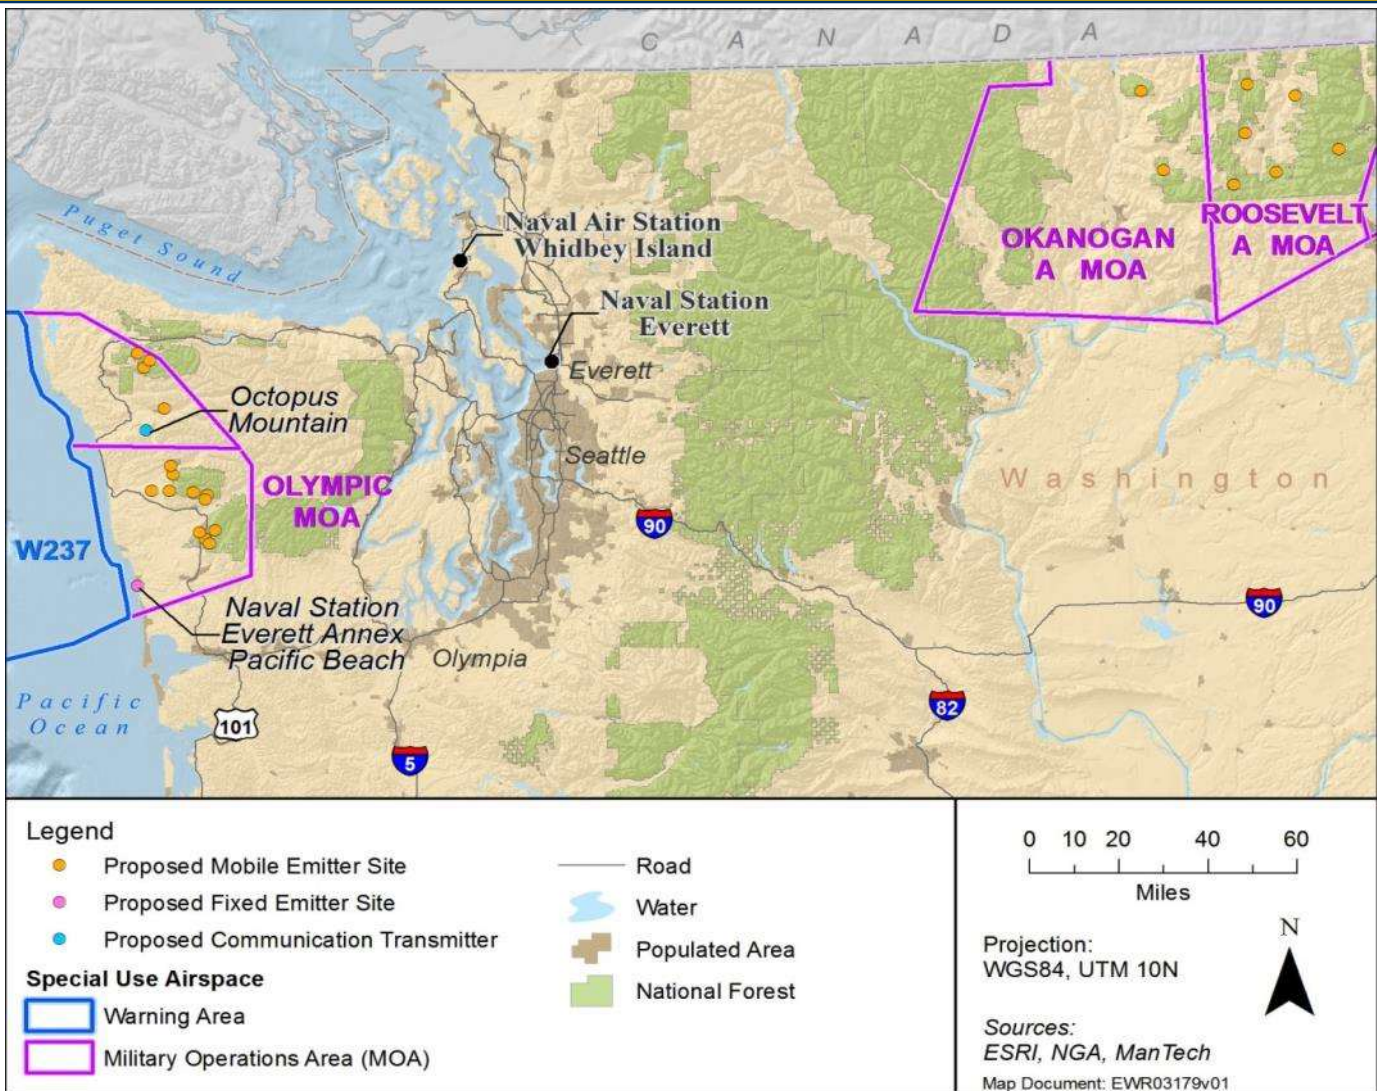 C A N A D A
Puget Sound
Naval Air Station
Whidbey Island
Naval Station
Everett
OKANOGAN
A MOA
ROOSEVELT
A MOA
Everett
Octopus
Mountain
Seattle
OLYMPIC
MOA
Washington
90
W237
90
Naval Station
Everett Annex
Pacific Beach
Olympia
Pacific
Ocean
101
82
5
Legend
Proposed Mobile Emitter Site
Proposed Fixed Emitter Site
Proposed Communication Transmitter
Special Use Airspace
Warning Area
Military Operations Area (MOA)
Road
Water
Populated Area
National Forest
0 10 20 40 60
Miles
N
Projection:
WGS84, UTM 10N
Sources:
ESRI, NGA, ManTech
Map Document: EWR03179v01